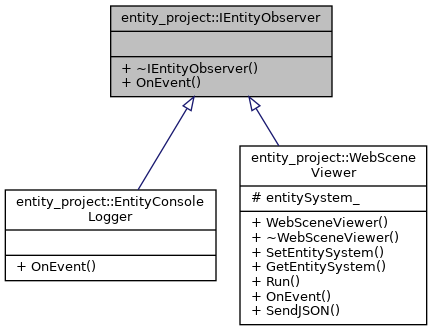 entity_project::IEntityObserver
+ ~IEntityObserver()
+ OnEvent()
entity_project::EntityConsole
Logger
+ OnEvent()
entity_project::WebScene
Viewer
# entitySystem_
+ WebSceneViewer()
+ ~WebSceneViewer()
+ SetEntitySystem()
+ GetEntitySystem()
+ Run()
+ OnEvent()
+ SendJSON()